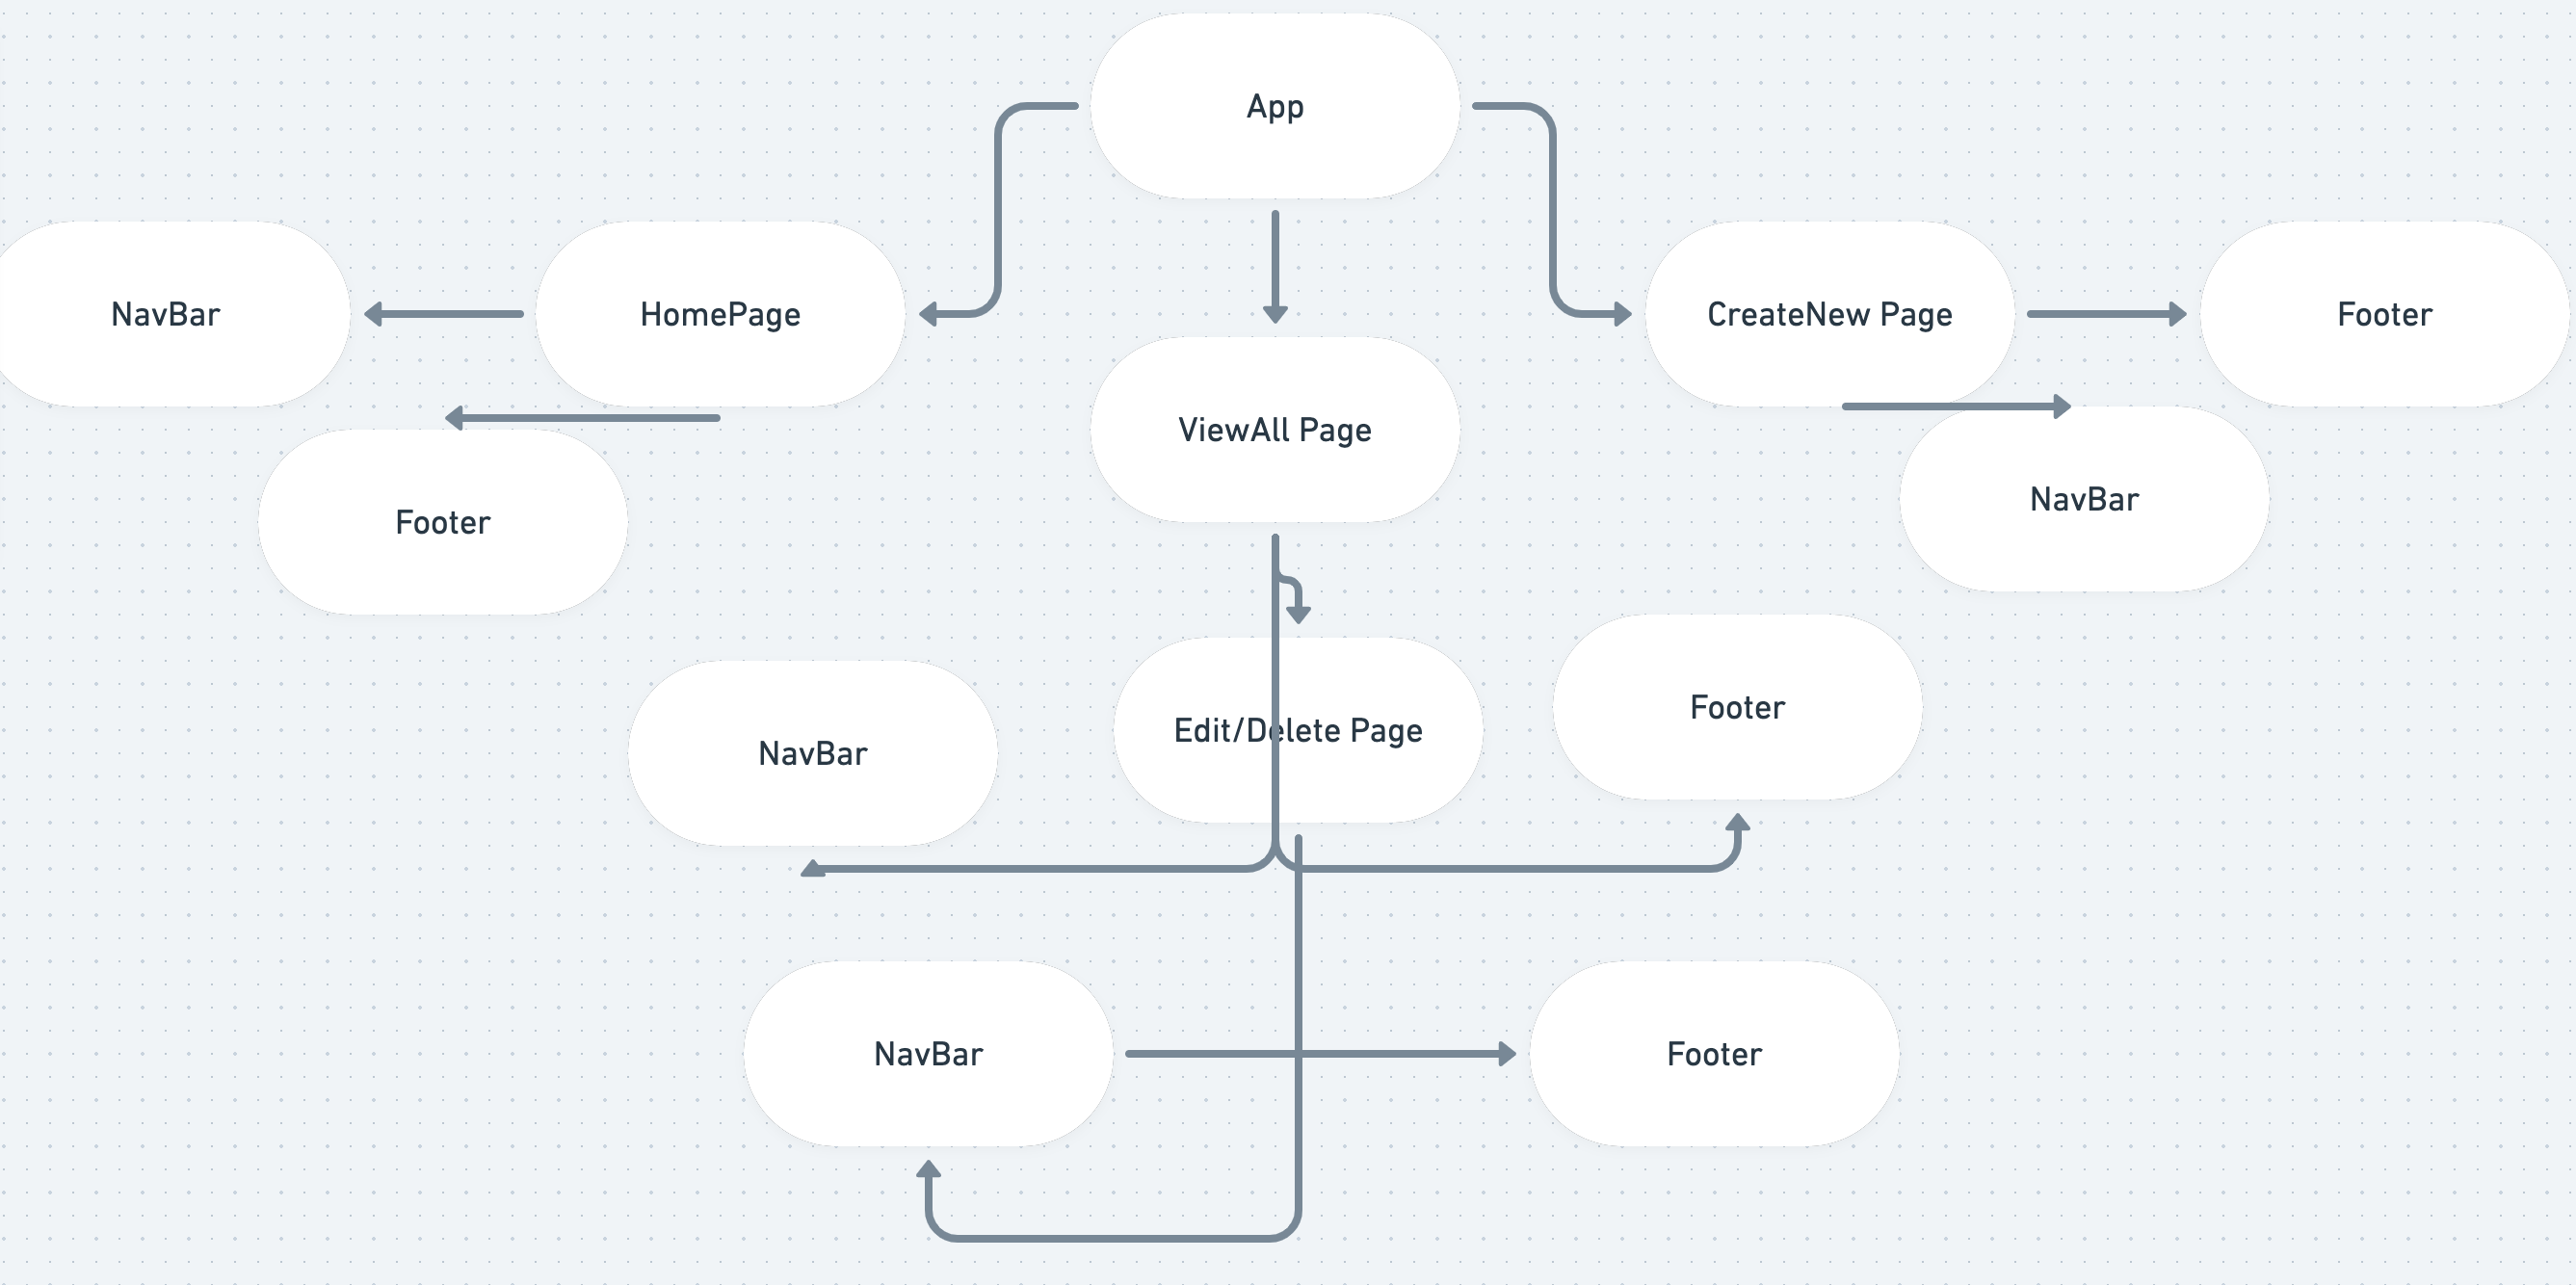 App
NavBar
HomePage
CreateNew Page
Footer
ViewAll Page
Footer
NavBar
NavBar
Edit/Delete Page
Footer
NavBar
Footer